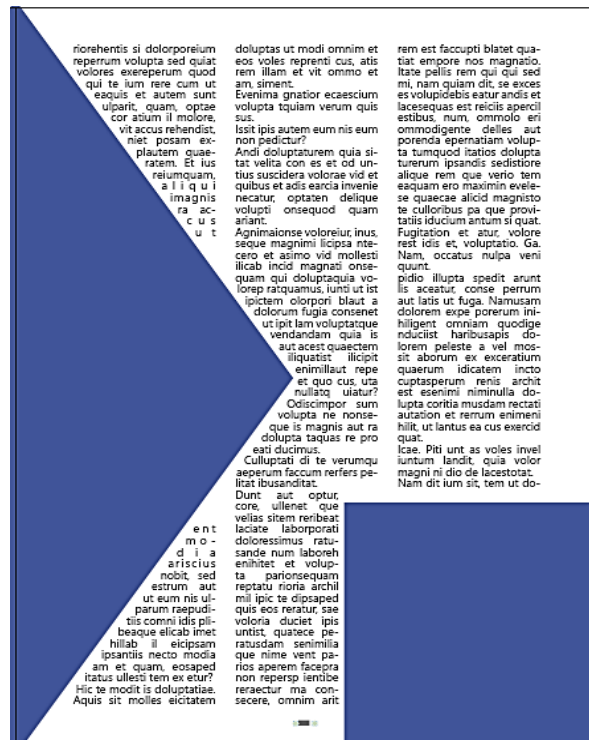 riorehentis si dolorporeium
reperrum volupta sed quiat
volores exereperum quod
qui te ium rere cum ut
eaquis et autem sunt
ulparit, quam, optae
cor atium il molore,
vit accus rehendist,
niet posam ex-
plautem quae-
ratem. Et ius
reiumquam,
aliqui
imagnis
ra ac-
cus
ut
ent
mo-
dia
ariscius
nobit, sed
estrum aut
ut eum nis ul-
parum raepudi-
tiis comni idis pli-
beaque elicab imet
hillab il eicipsam
ipsantiis necto modia
am et quam, eosaped
itatus ullesti tem ex etur?
Hic te modit is doluptatiae.
Aquis sit molles eicitatem
doluptas ut modi omnim et
eos voles reprenti cus, atis
rem illam et vit ommo et
am, siment.
Evenima gnatior ecaescium
volupta tquiam verum quis
sus.
Issit ipis autem eum nis eum
non pedictur?
Andi doluptaturem quia si-
tat velita con es et od un-
tius suscidera volorae vid et
quibus et adis earcia invenie
necatur, optaten delique
volupti onsequod quam
ariant.
Agnimaionse voloreiur, inus,
seque magnimi licipsa nte-
cero et asimo vid mollesti
ilicab incid magnati onse-
quam qui doluptaquia vo-
lorep ratquamus, iunti ut ist
ipictem olorpori blaut a
dolorum fugia consenet
ut ipit lam voluptatque
vendandam quia is
aut acest quaectem
iliquatist ilicipit
enimillaut repe
et quo cus, uta
nullatq uiatur?
Odiscimpor sum
volupta ne nonse-
que is magnis aut ra
dolupta taquas re pro
eati ducimus.
Culluptati di te verumqu
aeperum faccum rerfers pe-
litat ibusanditat.
Dunt aut optur,
core, ullenet que
velias sitem reribeat
laciate laborporati
doloressimus ratu-
sande num laboreh
enihitet et volup-
ta parionsequam
reptatu rioria archil
mil ipic te dipsaped
quis eos reratur, sae
voloria duciet ipis
untist, quatece pe-
ratusdam senimilia
que nime vent pa-
rios aperem facepra
non repersp ientibe
reraectur ma con-
secere, omnim arit
rem est faccupti blatet qua-
tiat empore nos magnatio.
Itate pellis rem qui qui sed
mi, nam quiam dit, se exces
es volupidebis eatur andis et
lacesequas est reiciis apercil
estibus, num, ommolo eri
ommodigente delles aut
porenda epernatiam volup-
ta tumquod itatios dolupta
turerum ipsandis sedistiore
alique rem que verio tem
eaquam ero maximin evele-
se quaecae alicid magnisto
te culloribus pa que provi-
tatiis iducium antum si quat.
Fugitation et atur, volore
rest idis et, voluptatio. Ga.
Nam, occatus nulpa veni
quunt.
pidio illupta spedit arunt
lis aceatur, conse perrum
aut latis ut fuga. Namusam
dolorem expe porerum ini-
hiligent omniam quodige
nduciist haribusapis do-
lorem peleste a vel mos-
sit aborum ex exceratium
quaerum idicatem incto
cuptasperum renis archit
est esenimi niminulla do-
lupta coritia musdam rectati
autation et rerrum enimeni
hilit, ut lantus ea cus exercid
quat.
Icae. Piti unt as voles invel
iuntum landit, quia volor
magni ni dio de lacestotat.
Nam dit ium sit, tem ut do-